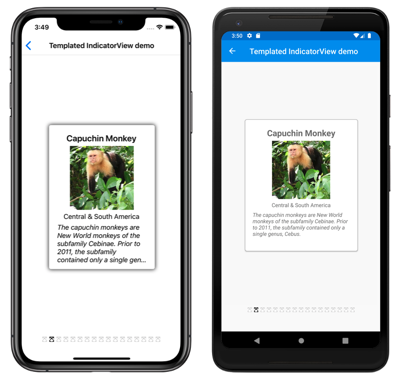 3:49
Templated IndicatorView demo
Capuchin Monkey
Central & South America
The capuchin monkeys are
New World monkeys of the
subfamily Cebinae. Prior to
2011, the subfamily
contained only a single gen...
3:50
Templated IndicatorView demo
Capuchin Monkey
Central & South America
The capuchin monkeys are New World
monkeys of the subfamily Cebinae. Prior
to 2011, the subfamily contained only a
single genus, Cebus.